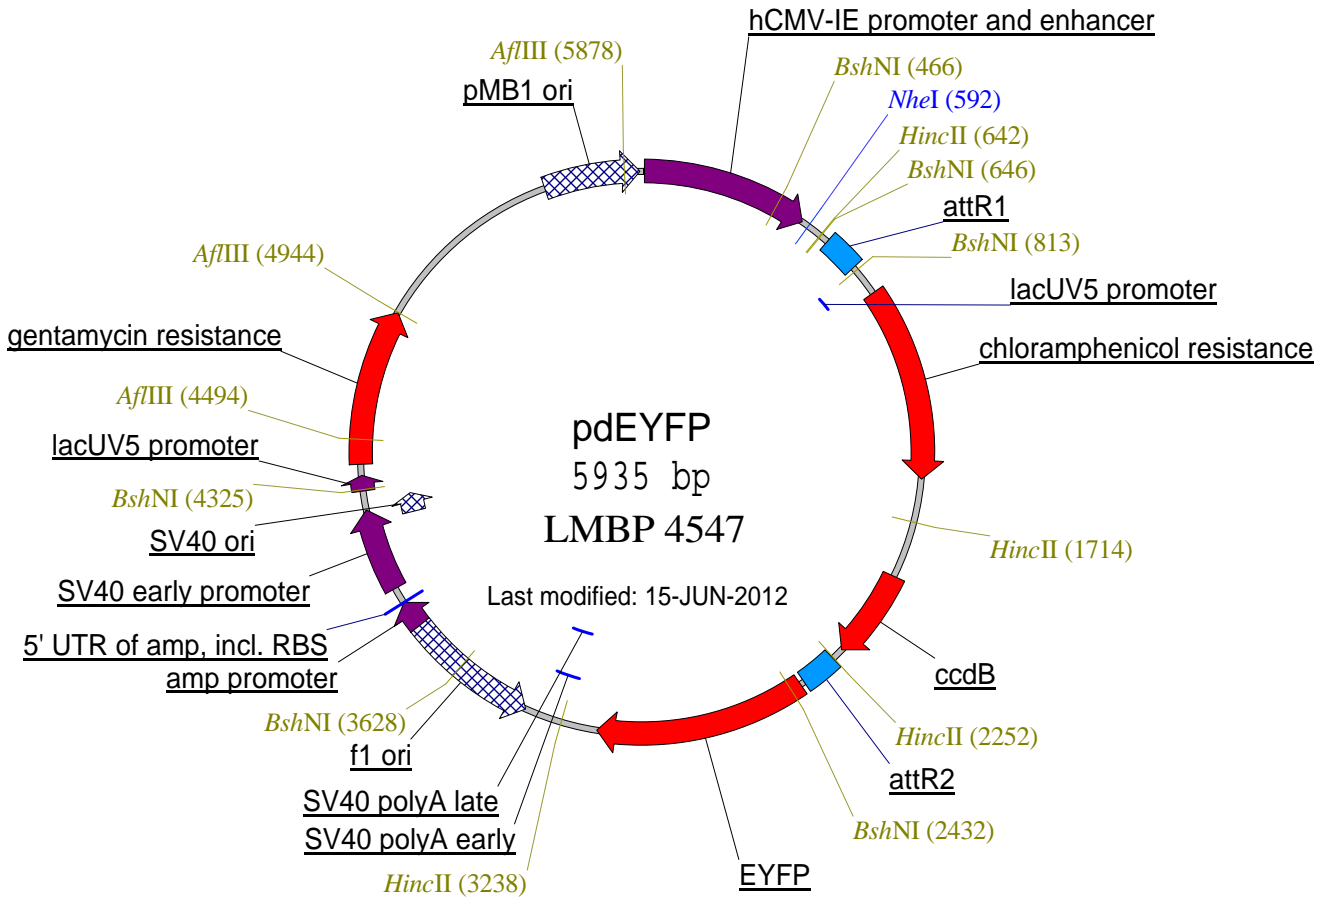 hCMV-IE promoter and enhancer
AflIII (5878)
BshNI (466)
pMB1 ori
NheI (592)
HincII (642)
BshNI (646)
attR1
BshNI (813)
AflIII (4944)
lacUV5 promoter
gentamycin resistance
chloramphenicol resistance
AflIII (4494)
pdEYFP
lacUV5 promoter
5935 bp
BshNI (4325)
LMBP 4547
SV40 ori
HincII (1714)
SV40 early promoter
Last modified: 15-JUN-2012
5' UTR of amp, incl. RBS
amp promoter
ccdB
BshNI (3628)
HincII (2252)
f1 ori
attR2
SV40 polyA late
BshNI (2432)
SV40 polyA early
HincII (3238)
EYFP